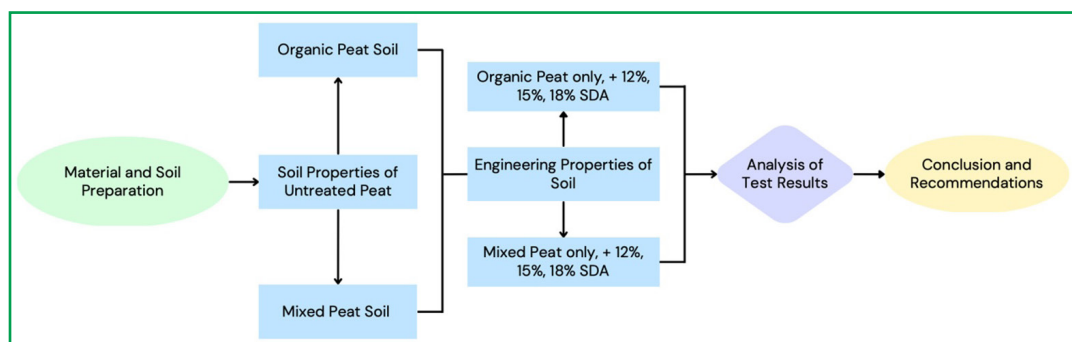 Material and Soil
Preparation
Organic Peat Soil
Soil Properties of
Untreated Peat
Mixed Peat Soil
Organic Peat only, + 12%,
15%, 18% SDA
Engineering Properties of
Soil
Mixed Peat only, + 12%,
15%, 18% SDA
Analysis of
Test Results
Conclusion and
Recommendations